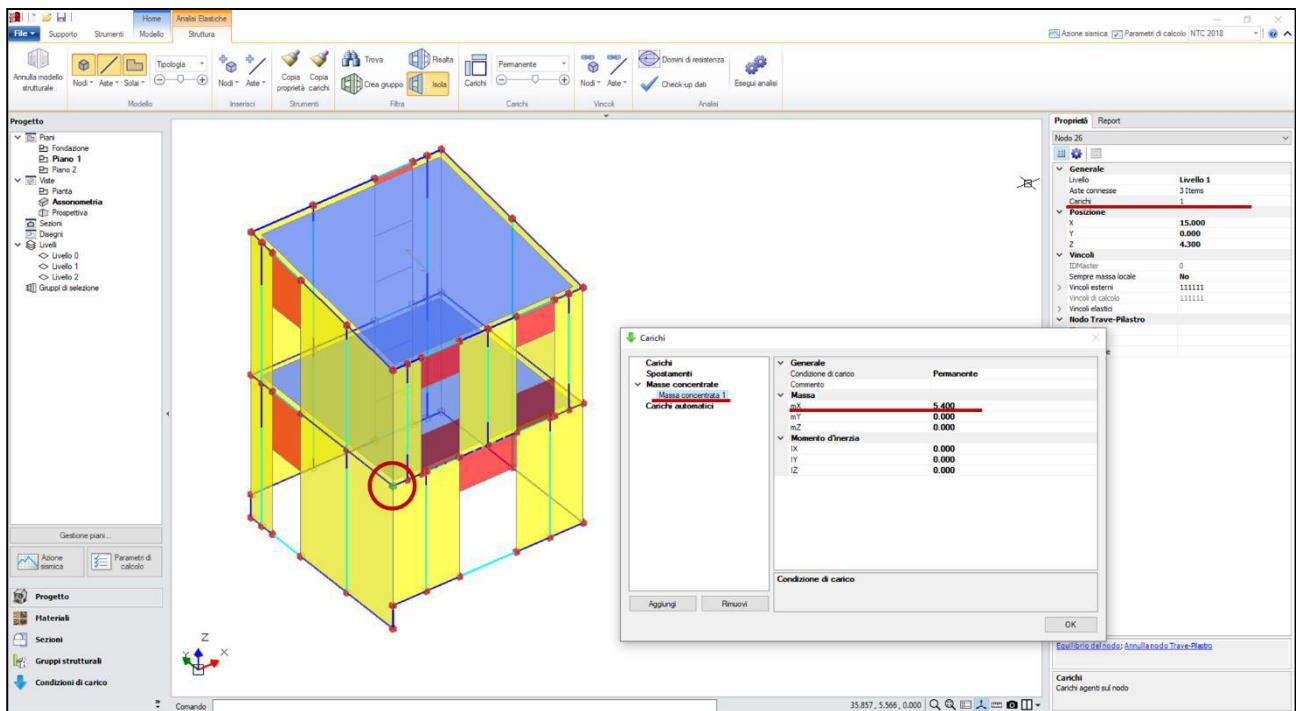 Home Analisi Elastiche
File Supporto Strumenti Modello Struttura
Azione sismica Parametri di calcolo NTC 2018
Annulla modello strutturale
Nodi Aste Solai
Tipologia
Modello
Nodi Aste
Inserisci
Copia proprietà
Copia carichi
Strumenti
Trova
Crea gruppo
Risalta
Isola
Filtra
Carichi
Permanente
Carichi
Nodi Aste
Vincoli
Domini di resistenza
Check-up dati
Esegui analisi
Analisi
Progetto
Piani
Fondazione
Piano 1
Piano 2
Viste
Pianta
Assonometria
Prospettiva
Sezioni
Disegni
Livelli
Livello 0
Livello 1
Livello 2
Gruppi di selezione
Gestione piani...
Azione sismica
Parametri di calcolo
Progetto
Materiali
Sezioni
Gruppi strutturali
Condizioni di carico
Z
Y X
Comando
35.857 , 5.566 , 0.000
Carichi
Carichi
Spostamenti
Masse concentrate
Massa concentrata 1
Carichi automatici
Aggiungi Rimuovi
Generale
Condizione di carico Permanente
Commento
Massa
mX 5.400
mY 0.000
mZ 0.000
Momento d'inerzia
IX 0.000
IY 0.000
IZ 0.000
Condizione di carico
OK
Proprietà Report
Nodo 26
Generale
Livello Livello 1
Aste connesse 3 Items
Carichi 1
Posizione
X 15.000
Y 0.000
Z 4.300
Vincoli
IDMaster 0
Sempre massa locale No
Vincoli esterni 111111
Vincoli di calcolo 111111
Vincoli elastici
Nodo Trave-Pilastro
Equilibrio del nodo; Annulla nodo Trave-Pilastro
Carichi
Carichi agenti sul nodo